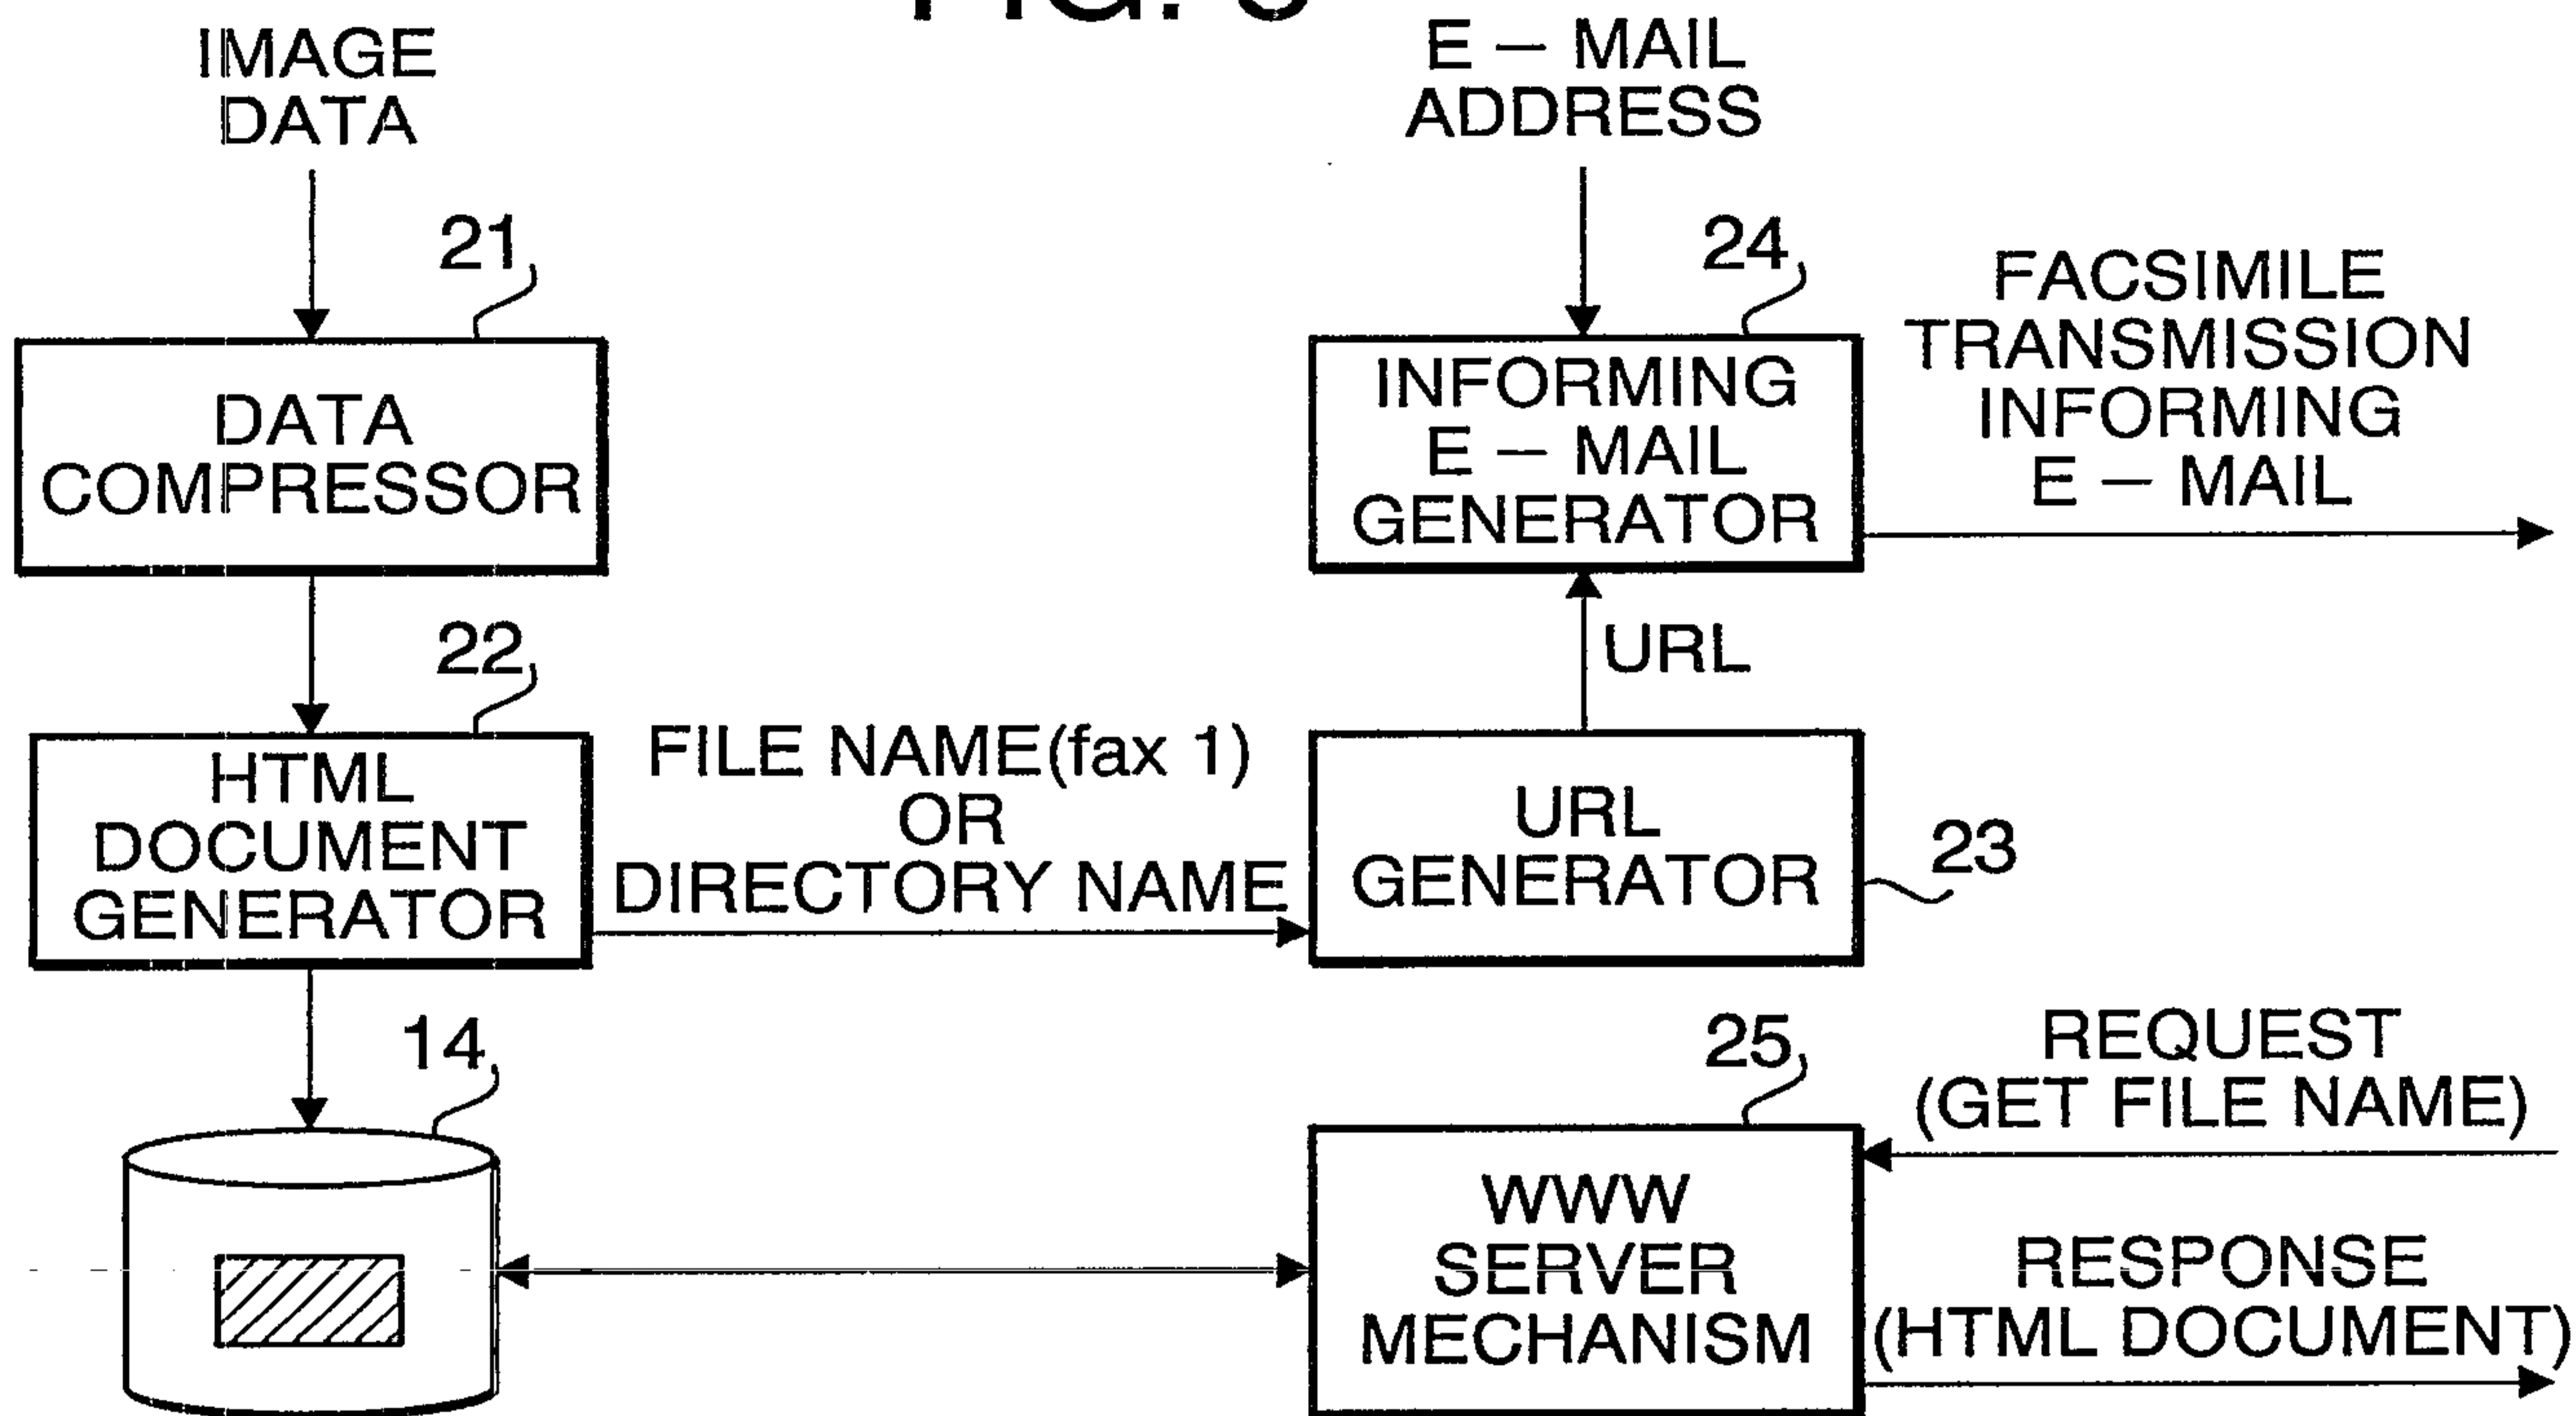 FIG.
IMAGE
DATA
E – MAIL
ADDRESS
21
24
FACSIMILE
TRANSMISSION
INFORMING
E – MAIL
DATA
COMPRESSOR
INFORMING
E – MAIL
GENERATOR
22
URL
FILE NAME(fax 1)
OR
DIRECTORY NAME
HTML
DOCUMENT
GENERATOR
URL
GENERATOR
23
14
25
REQUEST
(GET FILE NAME)
WWW
SERVER
MECHANISM
RESPONSE
(HTML DOCUMENT)